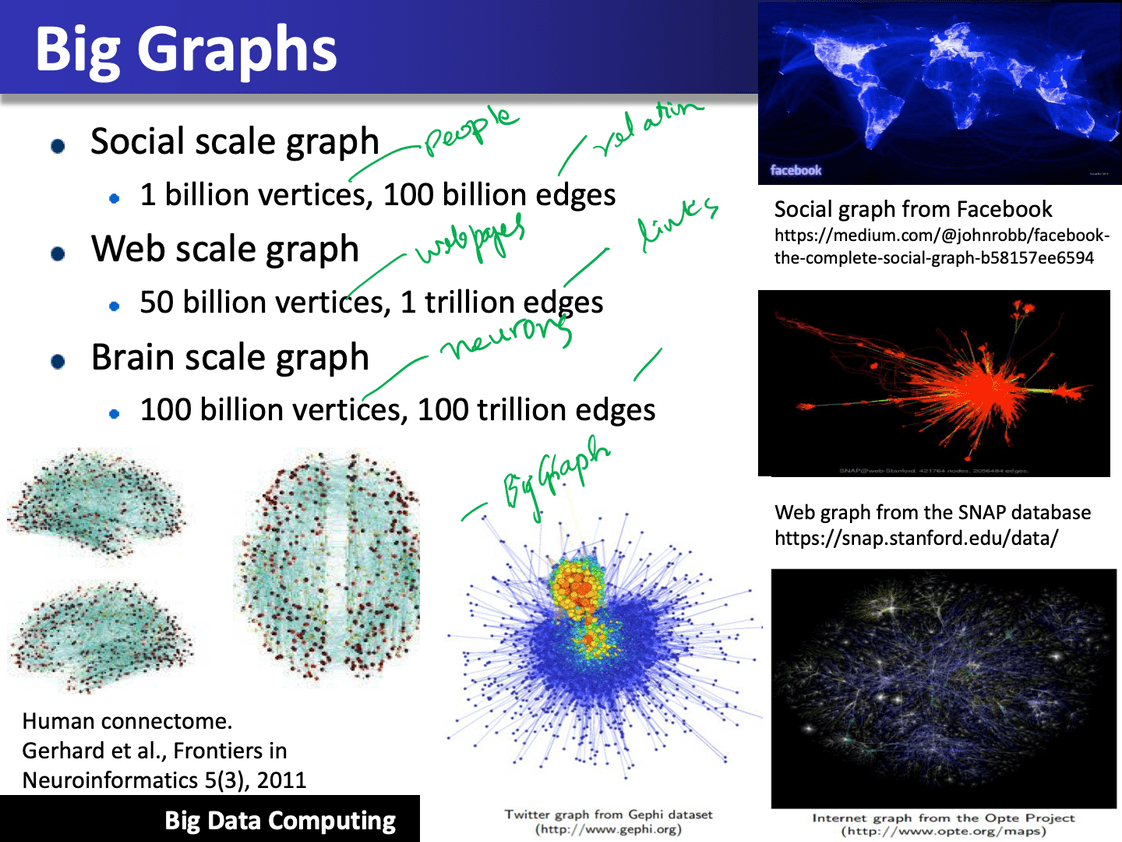 Big Graphs
Social scale graph
people
relation
1 billion vertices, 100 billion edges
Web scale graph
webpages
links
50 billion vertices, 1 trillion edges
Brain scale graph
neurons
100 billion vertices, 100 trillion edges
Big Graph
Human connectome.
Gerhard et al., Frontiers in
Neuroinformatics 5(3), 2011
Big Data Computing
Twitter graph from Gephi dataset
(http://www.gephi.org)
facebook
Social graph from Facebook
https://medium.com/@johnrobb/facebook-
the-complete-social-graph-b58157ee6594
SNAP@web-Stanford. 421764 nodes, 2056484 edges.
Web graph from the SNAP database
https://snap.stanford.edu/data/
Internet graph from the Opte Project
(http://www.opte.org/maps)